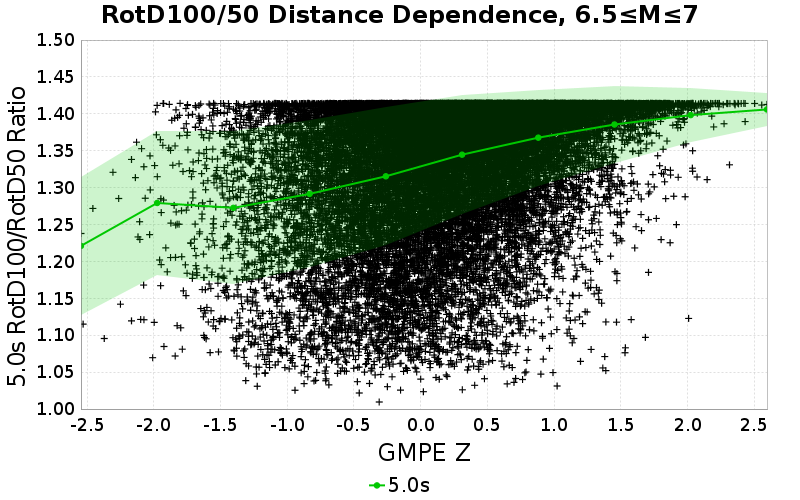 RotD100/50 Distance Dependence, 6.5≤M≤7
5.0s RotD100/RotD50 Ratio
1.50
1.45
1.40
1.35
1.30
1.25
1.20
1.15
1.10
1.05
1.00
-2.5 -2.0 -1.5 -1.0 -0.5 0.0 0.5 1.0 1.5 2.0 2.5
GMPE Z
5.0s